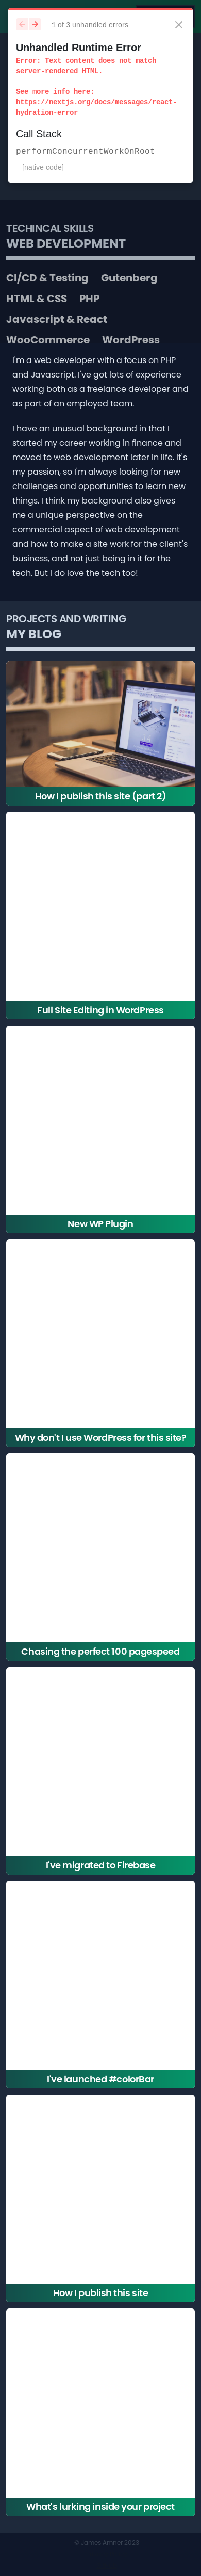 1 of 3 unhandled errors
Unhandled Runtime Error
Error: Text content does not match
server-rendered HTML.
See more info here:
https://nextjs.org/docs/messages/react-
hydration-error
Call Stack
performConcurrentWorkOnRoot
[native code]
TECHINCAL SKILLS
WEB DEVELOPMENT
CI/CD & Testing Gutenberg
HTML & CSS PHP
Javascript & React
WooCommerce WordPress
I'm a web developer with a focus on PHP
and Javascript. I've got lots of experience
working both as a freelance developer and
as part of an employed team.
I have an unusual background in that I
started my career working in finance and
moved to web development later in life. It's
my passion, so I'm always looking for new
challenges and opportunities to learn new
things. I think my background also gives
me a unique perspective on the
commercial aspect of web development
and how to make a site work for the client's
business, and not just being in it for the
tech. But I do love the tech too!
PROJECTS AND WRITING
MY BLOG
How I publish this site (part 2)
Full Site Editing in WordPress
New WP Plugin
Why don't I use WordPress for this site?
Chasing the perfect 100 pagespeed
I've migrated to Firebase
I've launched #colorBar
How I publish this site
What's lurking inside your project
© James Amner 2023